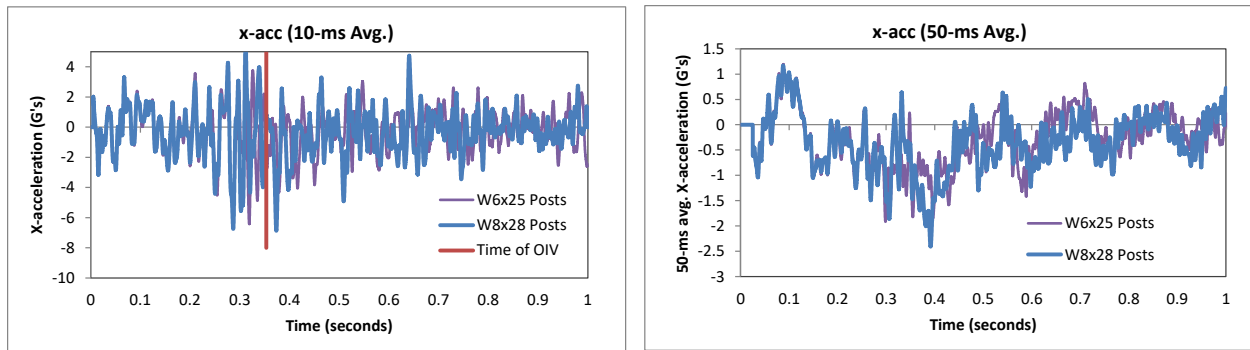 x-acc (10-ms Avg.)
X-acceleration (G's)
4
2
0
-2
-4
-6
-8
-10
W6x25 Posts
W8x28 Posts
Time of OIV
0 0.1 0.2 0.3 0.4 0.5 0.6 0.7 0.8 0.9 1
Time (seconds)
x-acc (50-ms Avg.)
50-ms avg. X-acceleration (G's)
1.5
1
0.5
0
-0.5
-1
-1.5
-2
-2.5
-3
W6x25 Posts
W8x28 Posts
0 0.1 0.2 0.3 0.4 0.5 0.6 0.7 0.8 0.9 1
Time (seconds)